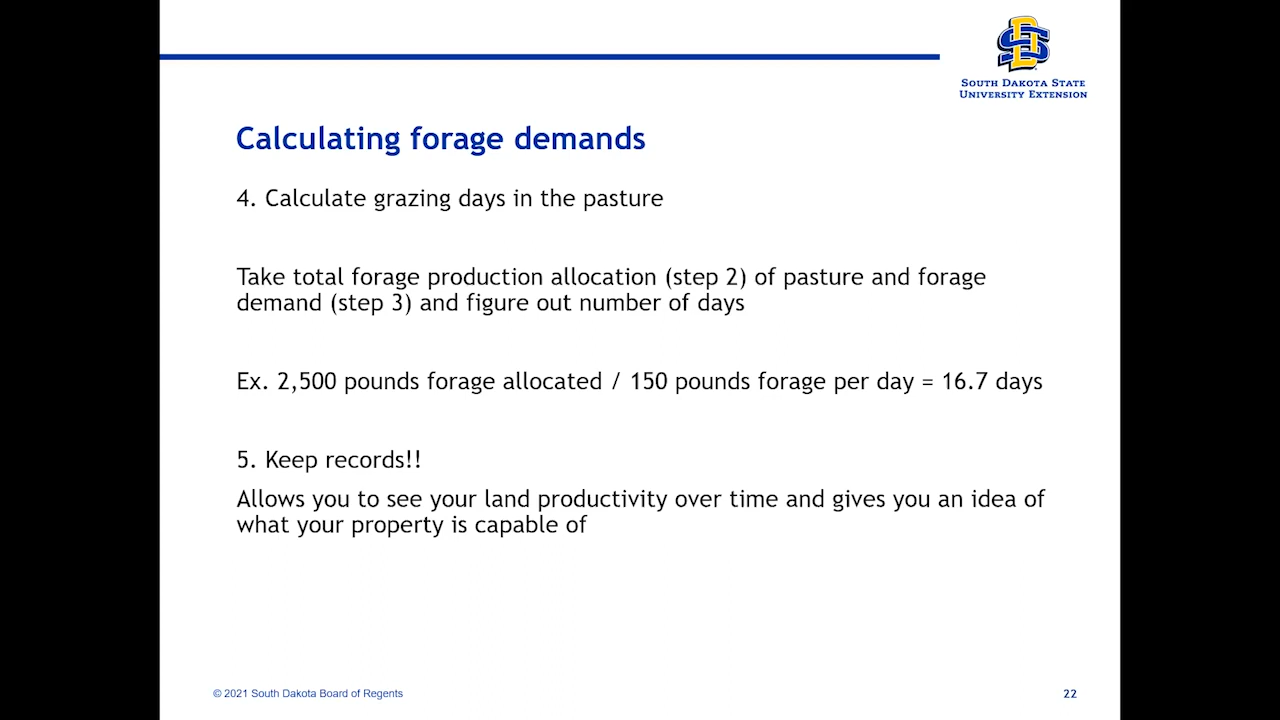 SOUTH DAKOTA STATE
UNIVERSITY EXTENSION
Calculating forage demands
4. Calculate grazing days in the pasture
Take total forage production allocation (step 2) of pasture and forage
demand (step 3) and figure out number of days
Ex. 2,500 pounds forage allocated / 150 pounds forage per day = 16.7 days
5. Keep records!!
Allows you to see your land productivity over time and gives you an idea of
what your property is capable of
© 2021 South Dakota Board of Regents
22